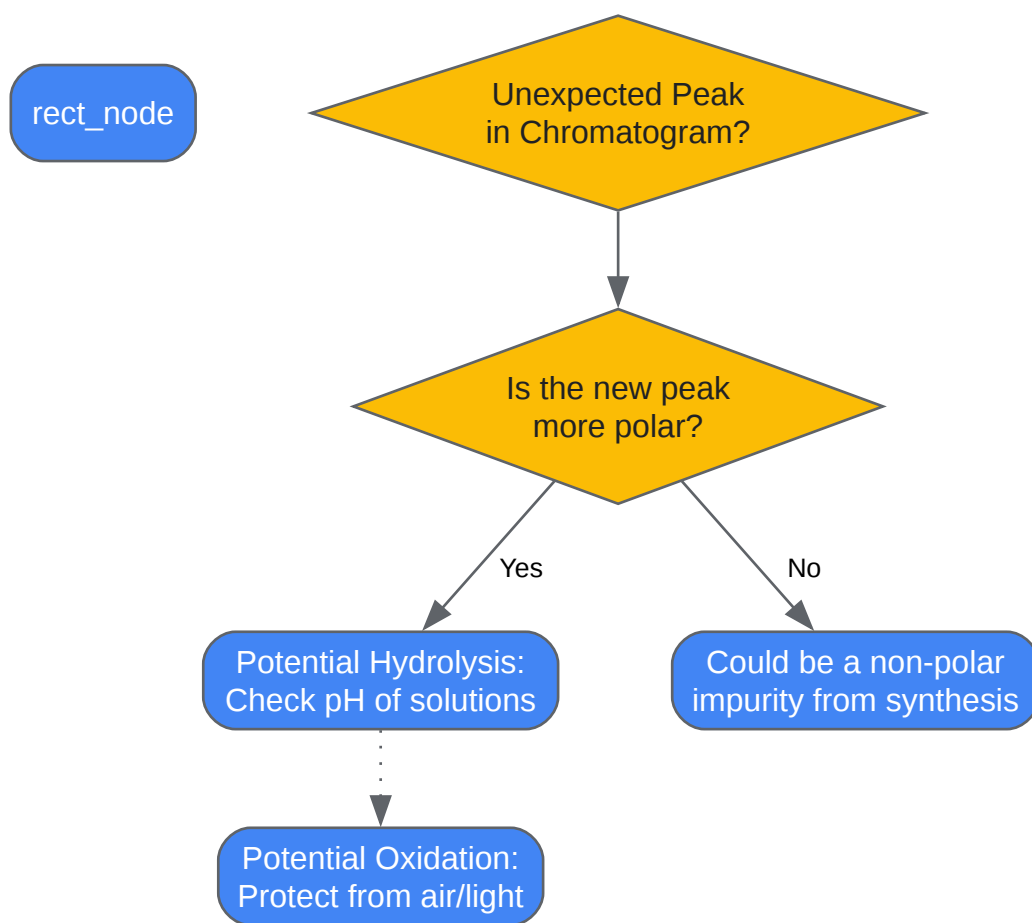 rect_node
Unexpected Peak
in Chromatogram?
Is the new peak
more polar?
Yes
No
Potential Hydrolysis:
Check pH of solutions
Could be a non-polar
impurity from synthesis
Potential Oxidation:
Protect from air/light